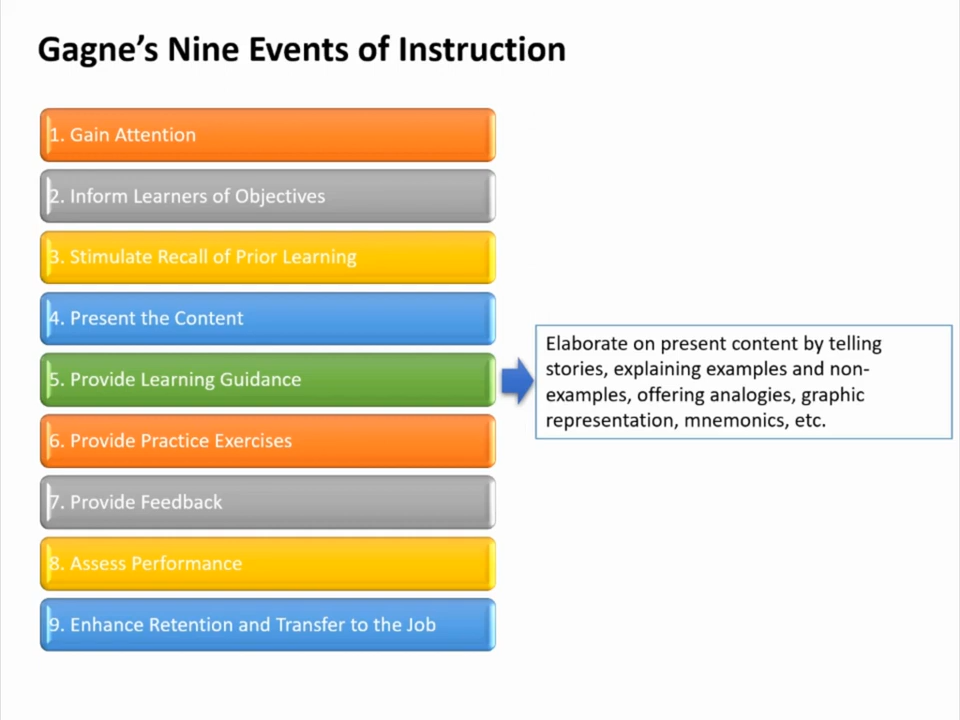 Gagne’s Nine Events of Instruction
1. Gain Attention
2. Inform Learners of Objectives
3. Stimulate Recall of Prior Learning
4. Present the Content
5. Provide Learning Guidance
Elaborate on present content by telling
stories, explaining examples and non-
examples, offering analogies, graphic
representation, mnemonics, etc.
6. Provide Practice Exercises
7. Provide Feedback
8. Assess Performance
9. Enhance Retention and Transfer to the Job